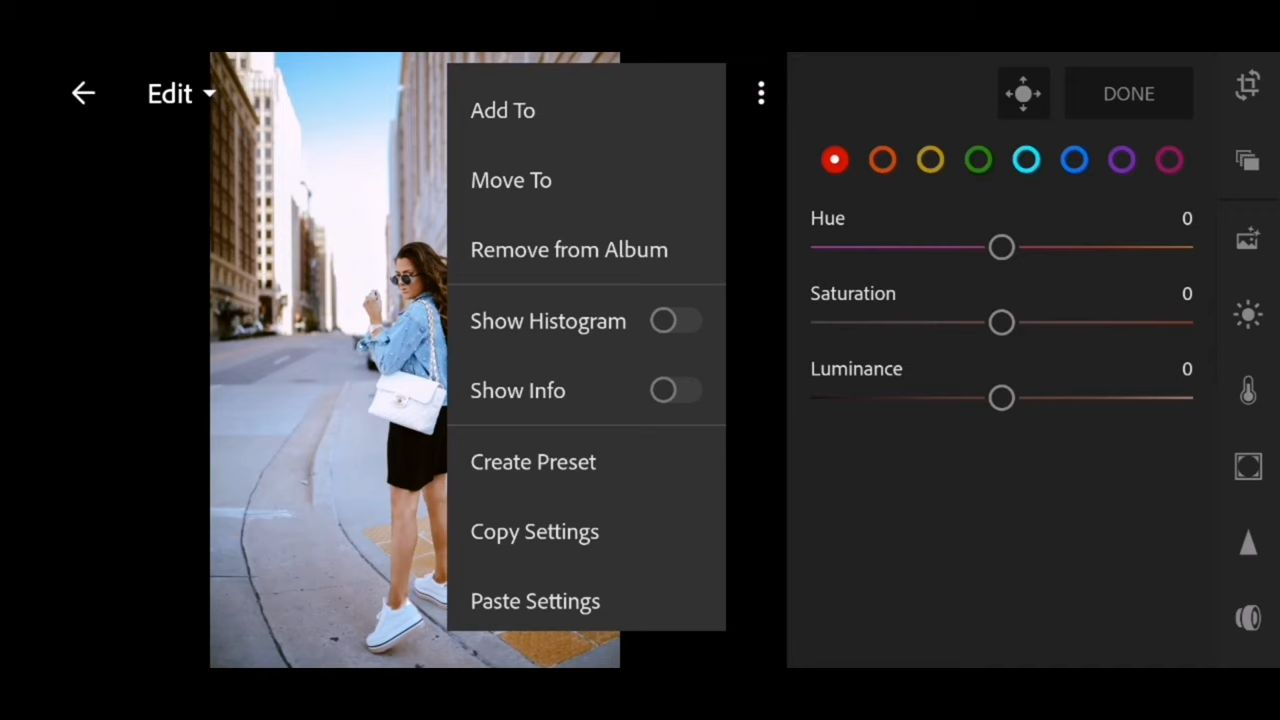 Edit
Add To
Move To
Remove from Album
Show Histogram
Show Info
Create Preset
Copy Settings
Paste Settings
DONE
Hue 0
Saturation 0
Luminance 0